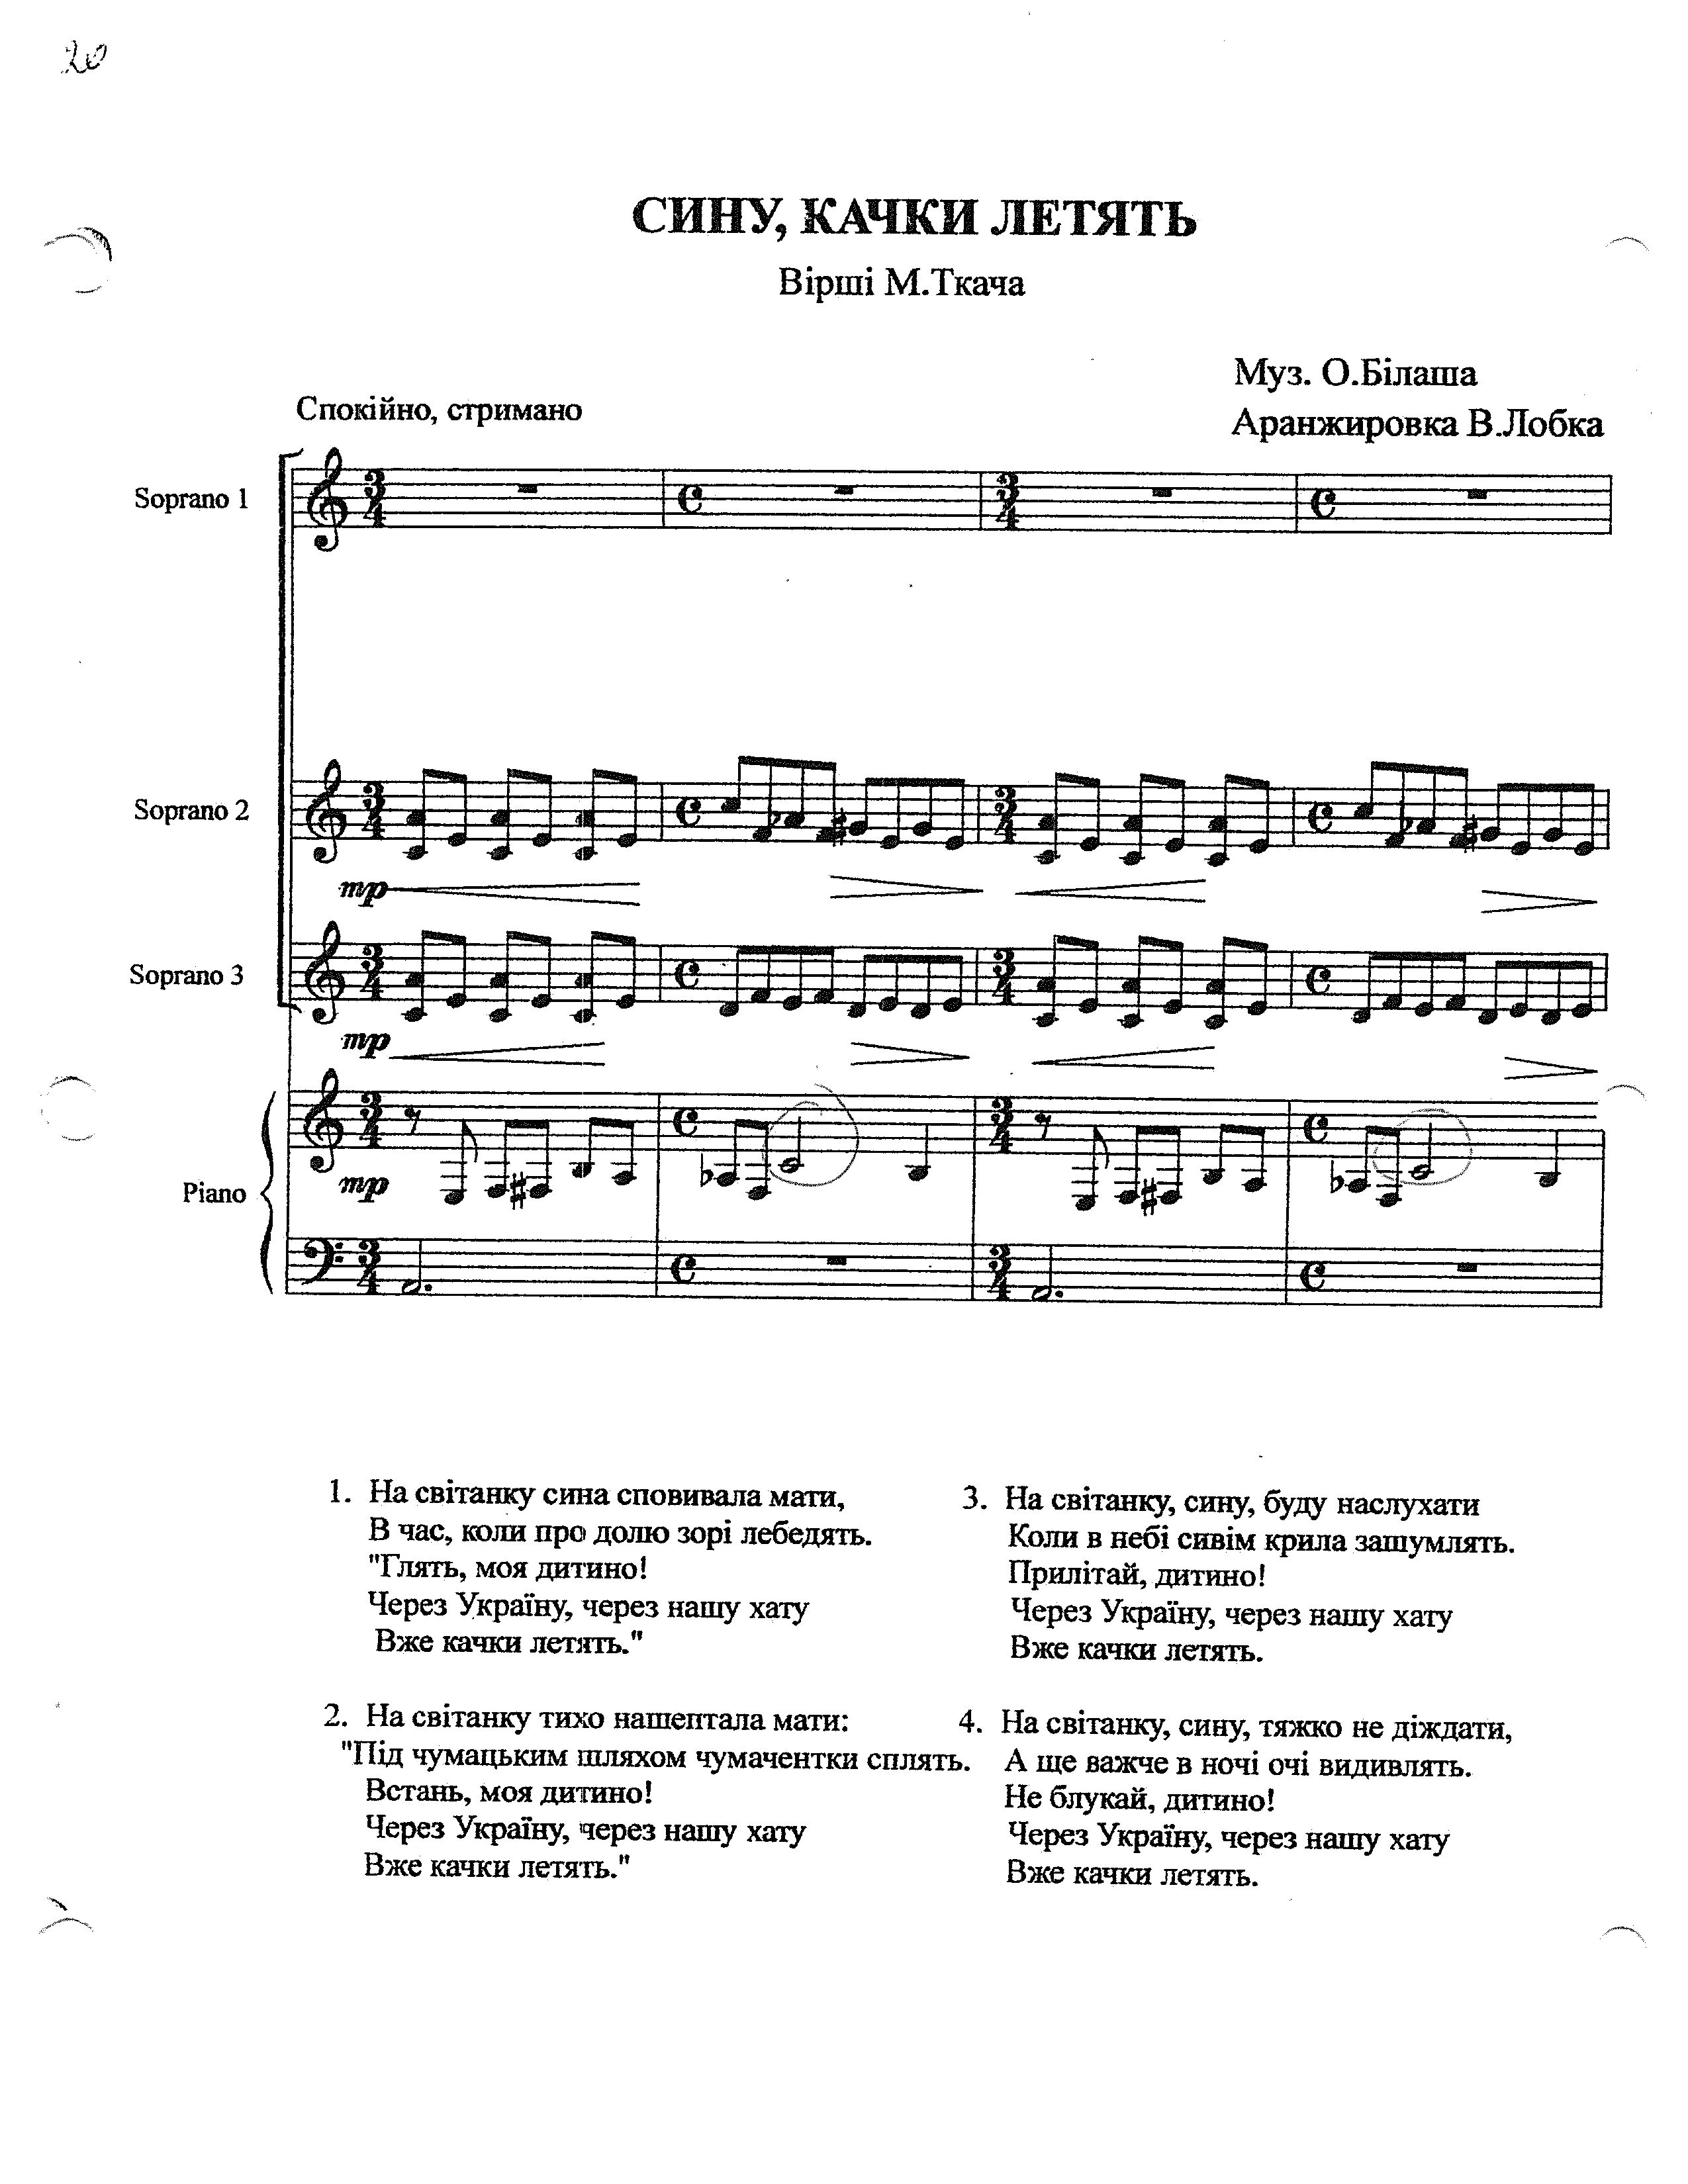 20
СИНУ, КАЧКИ ЛЕТЯТЬ
Вірші М.Ткача
Муз. О.Білаша
Спокійно, стримано
Аранжировка В.Лобка
Soprano 1
Soprano 2
mp
Soprano 3
mp
Piano
mp
1. На світанку сина сповивала мати,
В час, коли про долю зорі лебедять.
"Глять, моя дитино!
Через Україну, через нашу хату
Вже качки летять."
2. На світанку тихо нашептала мати:
"Під чумацьким шляхом чумачентки сплять.
Встань, моя дитино!
Через Україну, через нашу хату
Вже качки летять."
3. На світанку, сину, буду наслухати
Коли в небі сивім крила зашумлять.
Прилітай, дитино!
Через Україну, через нашу хату
Вже качки летять.
4. На світанку, сину, тяжко не діждати,
А ще важче в ночі очі видивлять.
Не блукай, дитино!
Через Україну, через нашу хату
Вже качки летять.